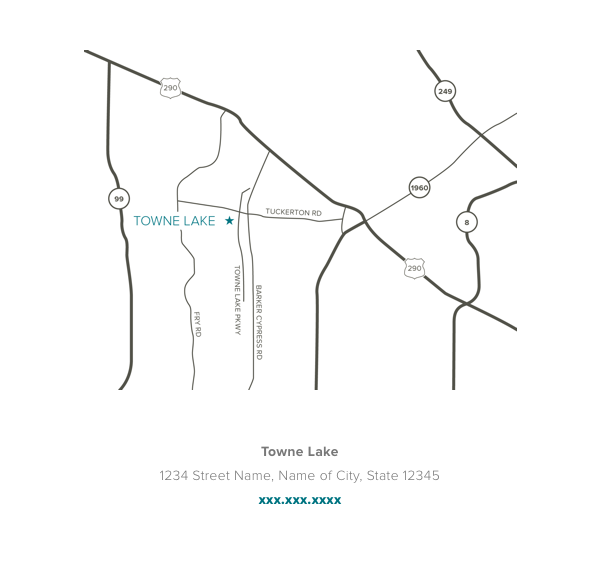 290
249
99
1960
8
TOWNE LAKE
TUCKERTON RD
290
TOWNE LAKE PKWY
BARKER CYPRESS RD
FRY RD
Towne Lake
1234 Street Name, Name of City, State 12345
xxx.xxx.xxxx